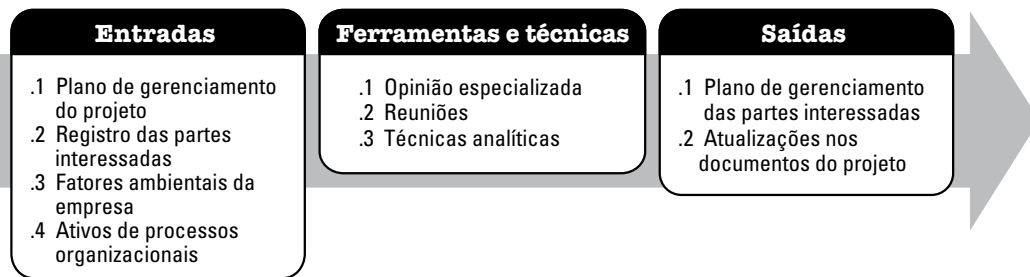 Entradas
.1 Plano de gerenciamento
do projeto
.2 Registro das partes
interessadas
.3 Fatores ambientais da
empresa
.4 Ativos de processos
organizacionais
Ferramentas e técnicas
.1 Opinião especializada
.2 Reuniões
.3 Técnicas analíticas
Saídas
.1 Plano de gerenciamento
das partes interessadas
.2 Atualizações nos
documentos do projeto